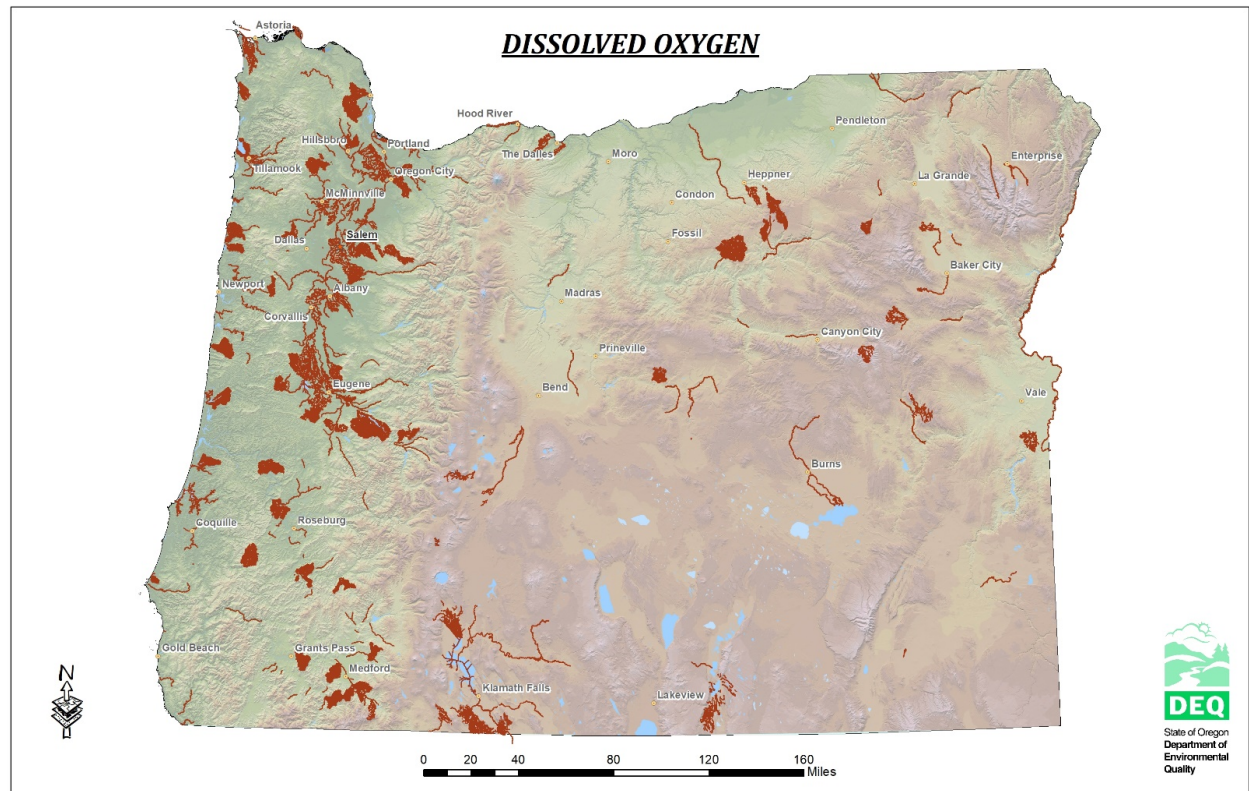 DISSOLVED OXYGEN
Astoria
Hood River
Hillsboro
Portland
The Dalles
Moro
Pendleton
Tillamook
Oregon City
Enterprise
La Grande
Heppner
McMinnville
Condon
Dallas
Salem
Fossil
Baker City
Newport
Albany
Madras
Corvallis
Canyon City
Prineville
Eugene
Bend
Vale
Burns
Coquille
Roseburg
Gold Beach
Grants Pass
Medford
Klamath Falls
Lakeview
N
0 20 40 80 120 160
Miles
DEQ
State of Oregon
Department of
Environmental
Quality